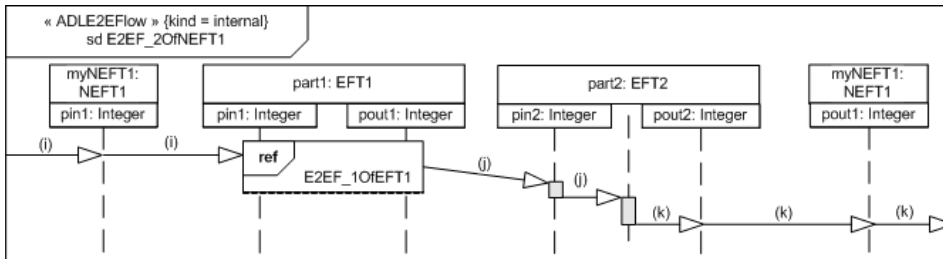 « ADLE2EFlow » {kind = internal}
sd E2EF_2OfNEFT1
myNEFT1:
NEFT1
part1: EFT1
part2: EFT2
myNEFT1:
NEFT1
pin1: Integer
pin1: Integer
pout1: Integer
pin2: Integer
pout2: Integer
pout1: Integer
(i)
(i)
ref
E2EF_1OfEFT1
(j)
(j)
(k)
(k)
(k)